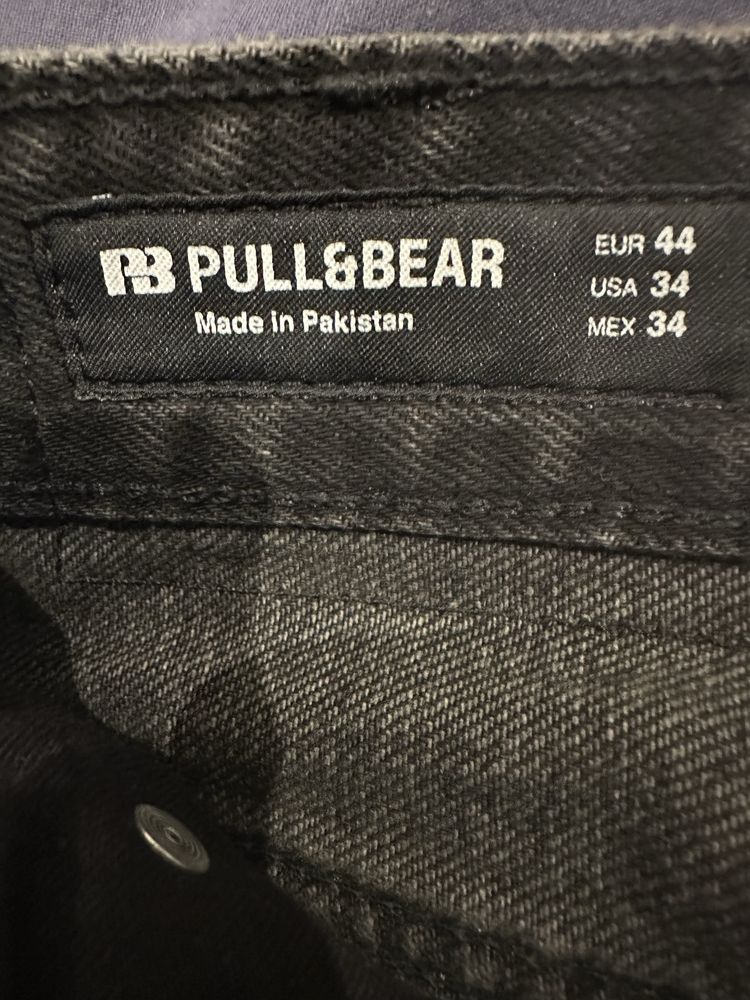 PB PULL&BEAR
Made in Pakistan
EUR 44
USA 34
MEX 34